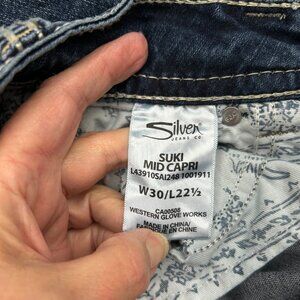 Silver
JEANS CO.
SUKI
MID CAPRI
L43910SAI248 1001911
W30/L22½
CA00508
WESTERN GLOVE WORKS
MADE IN CHINA/
EN CHINE